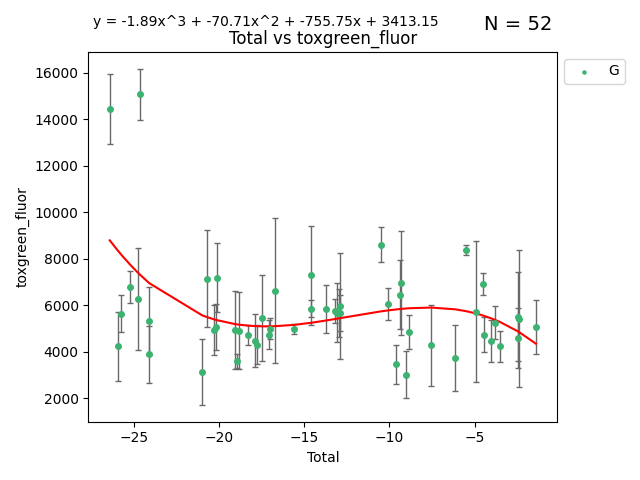 y = -1.89x^3 + -70.71x^2 + -755.75x + 3413.15
N = 52
Total vs toxgreen_fluor
G
16000
14000
12000
10000
8000
6000
4000
2000
toxgreen_fluor
−25 −20 −15 −10 −5
Total